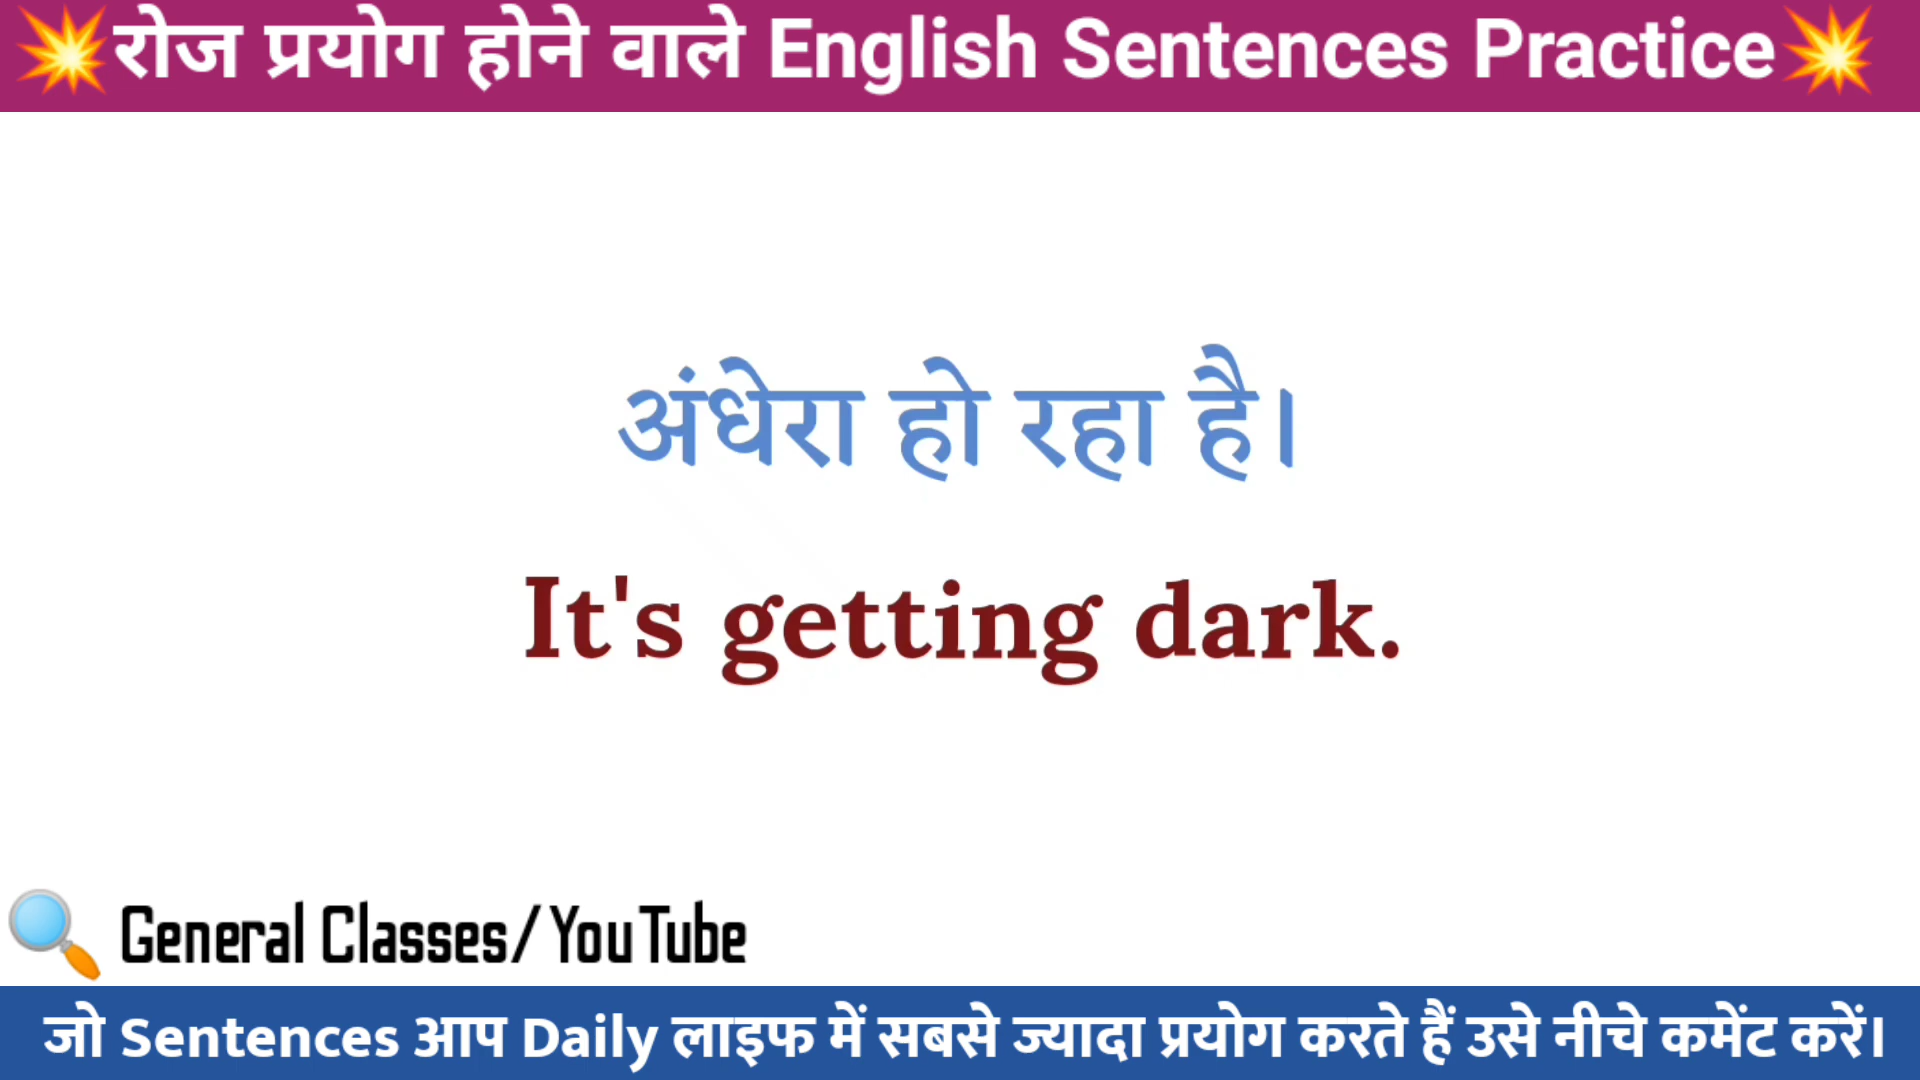 💥रोज प्रयोग होने वाले English Sentences Practice💥
अंधेरा हो रहा है।
It's getting dark.
🔍 General Classes/YouTube
जो Sentences आप Daily लाइफ में सबसे ज्यादा प्रयोग करते हैं उसे नीचे कमेंट करें।